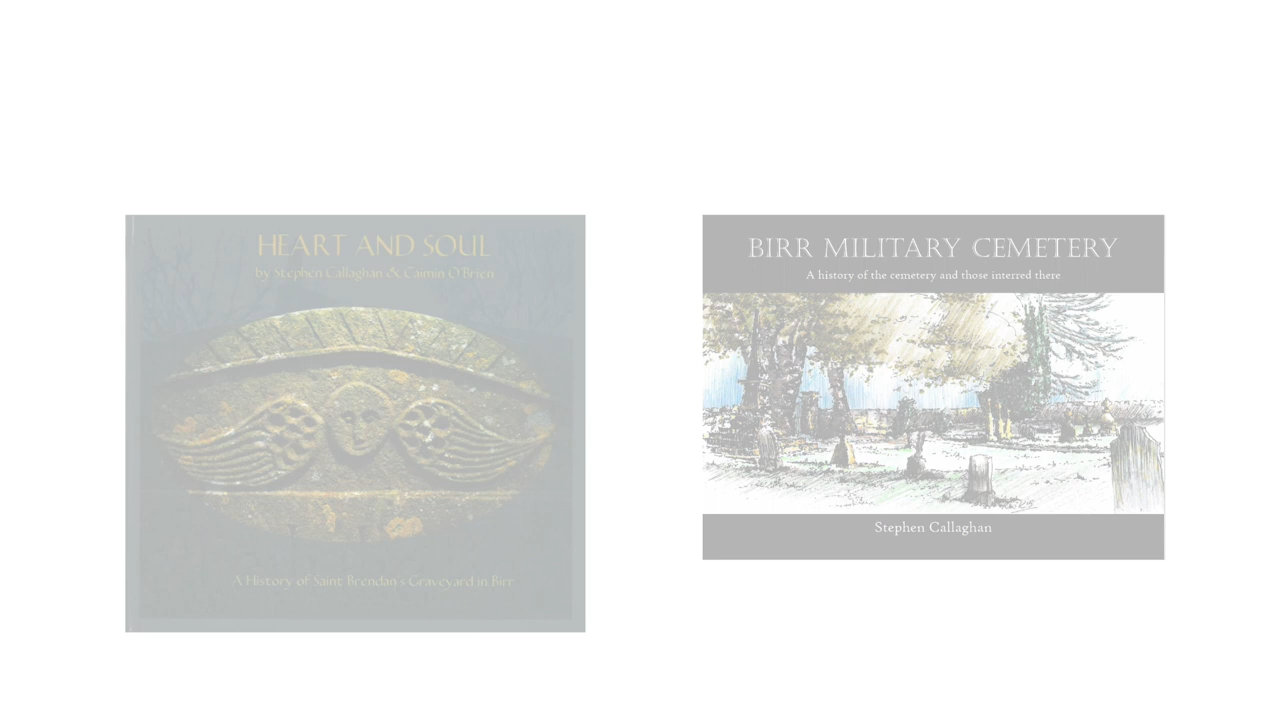 HEART AND SOUL
by Stephen Callaghan & Caimin O'Brien
A History of Saint Brendan's Graveyard in Birr
BIRR MILITARY CEMETERY
A history of the cemetery and those interred there
Stephen Callaghan